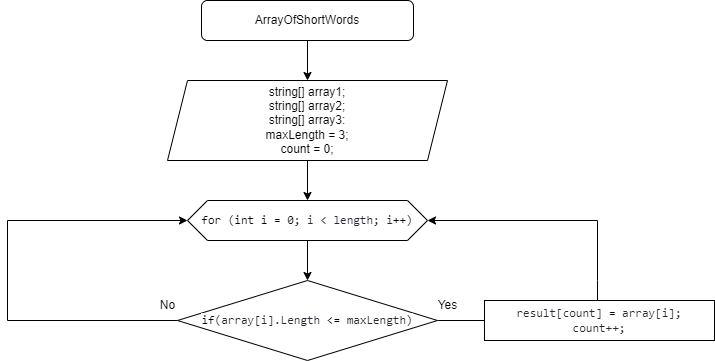 ArrayOfShortWords
string[] array1;
string[] array2;
string[] array3:
maxLength = 3;
count = 0;
for (int i = 0; i < length; i++)
No
Yes
if(array[i].Length <= maxLength)
result[count] = array[i];
count++;